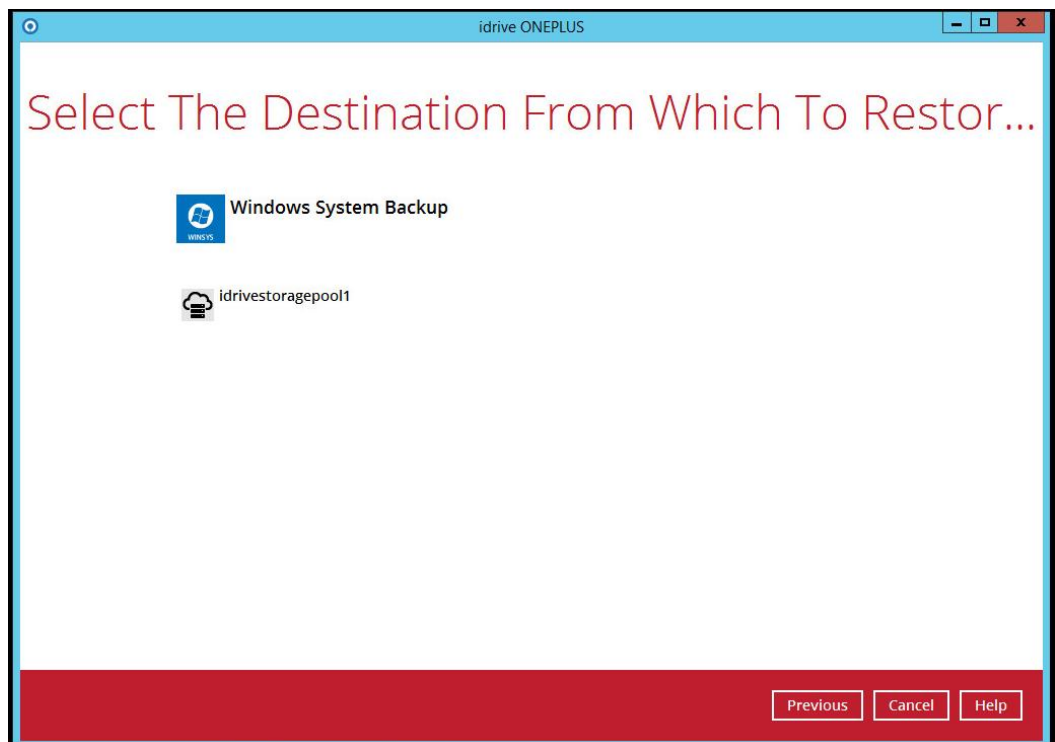 idrive ONEPLUS
Select The Destination From Which To Restor...
Windows System Backup
WINSYS
idrivestoragepool1
Previous Cancel Help